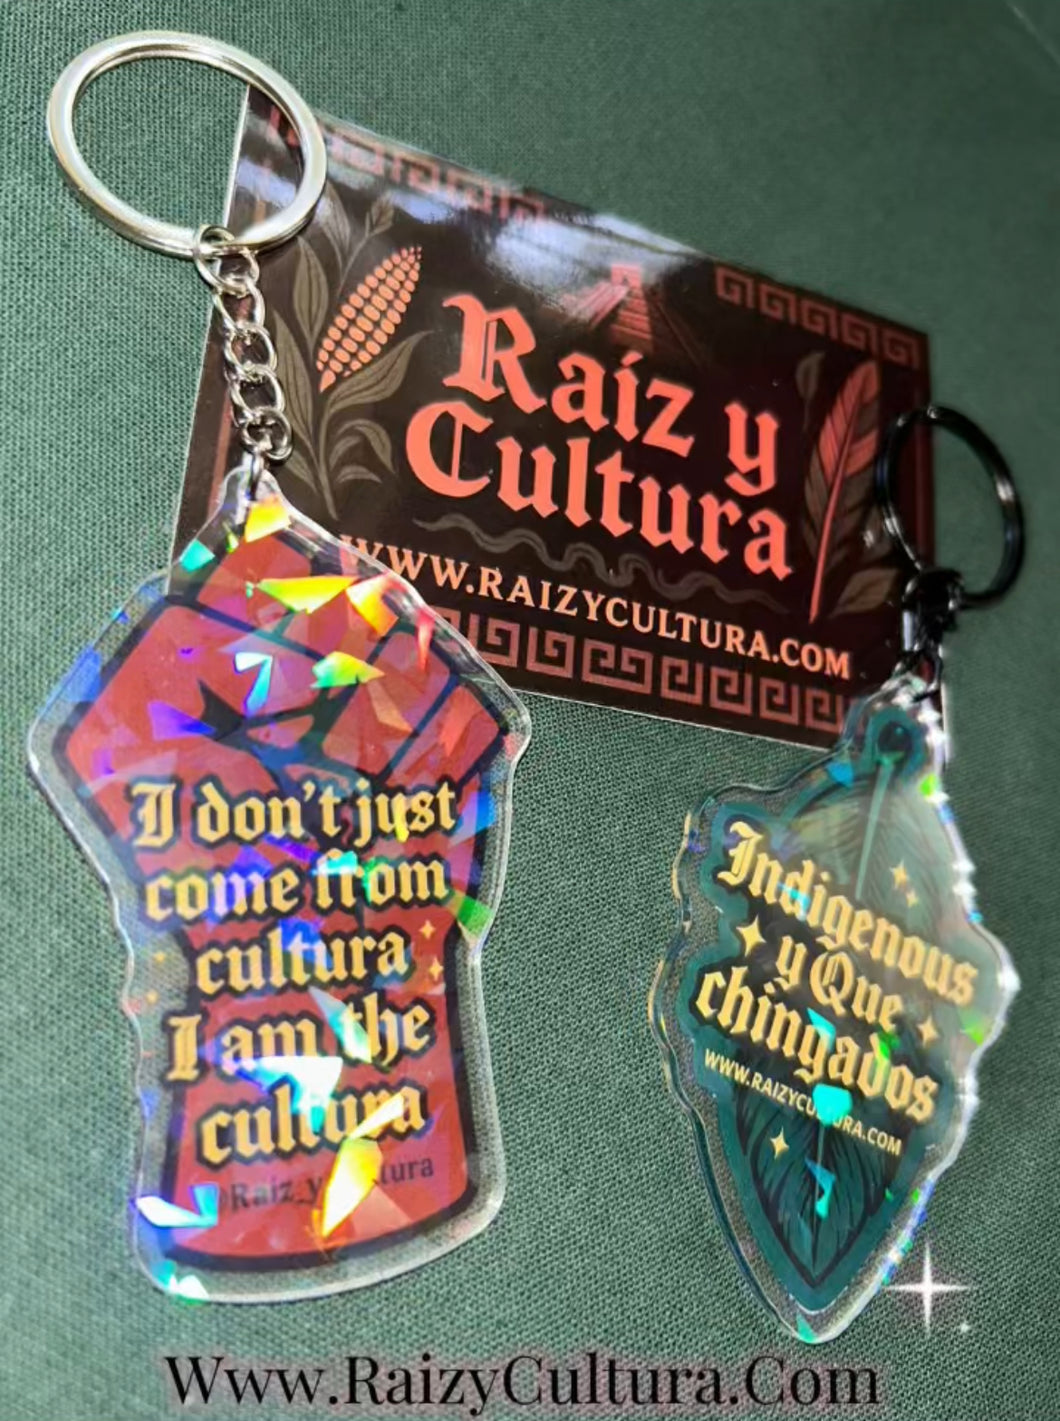 Raíz y
Cultura
WWW.RAIZYCULTURA.COM
I don't just
come from
cultura
I am the
cultura
@Raiz_y_cultura
Indigenous
y Que
chingados
WWW.RAIZYCULTURA.COM
Www.RaizyCultura.Com